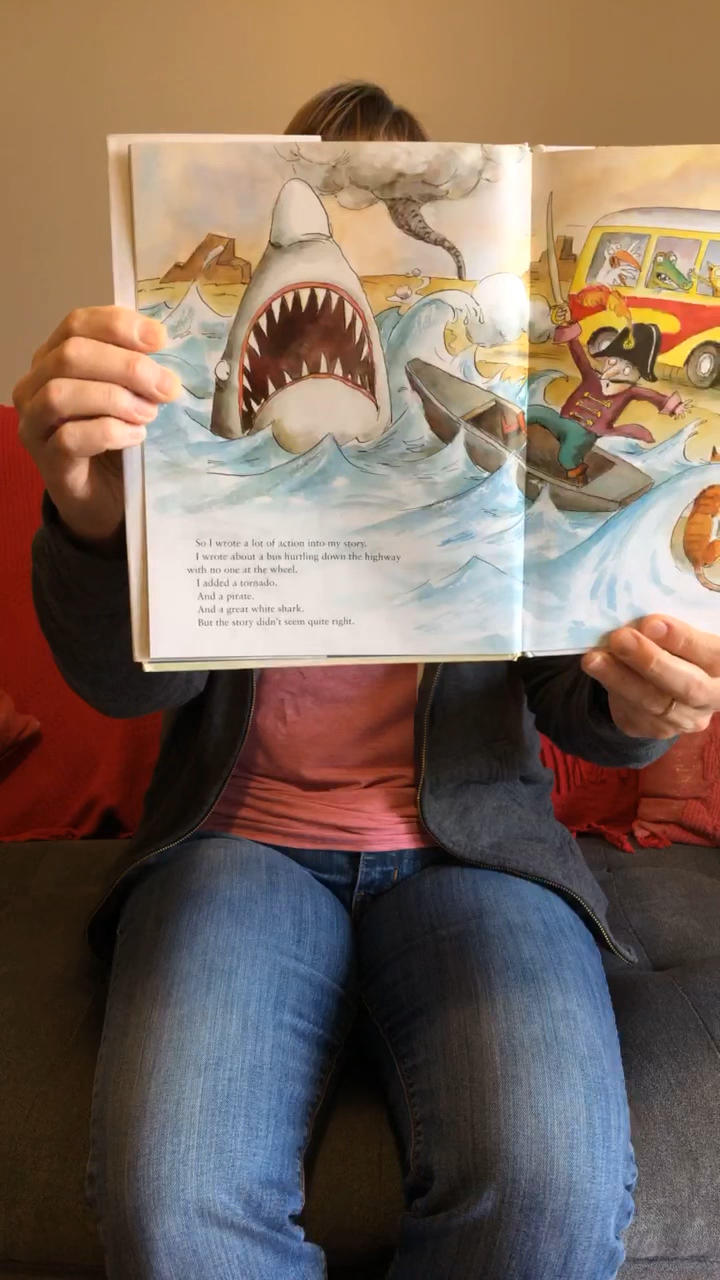 So I wrote a lot of action into my story.
I wrote about a bus hurtling down the highway
with no one at the wheel.
I added a tornado.
And a pirate.
And a great white shark.
But the story didn't seem quite right.